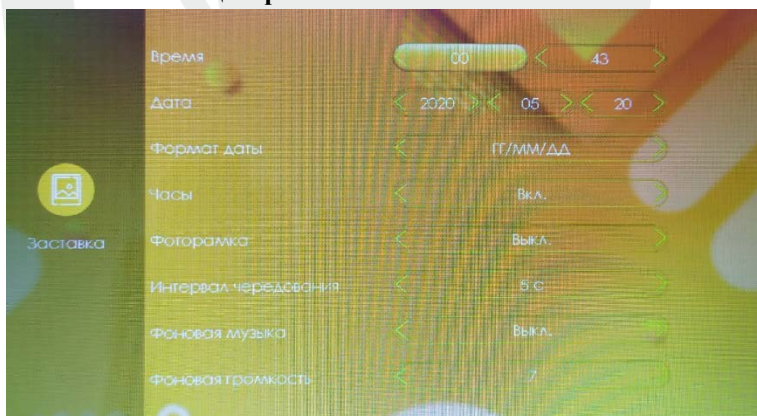 Время 00 43
Дата 2020 05 20
Формат даты ГГ/ММ/ДД
Часы Вкл.
Заставка
Фоторамка Выкл.
Интервал чередования 5 С
Фоновая музыка Выкл.
Фоновая громкость 7